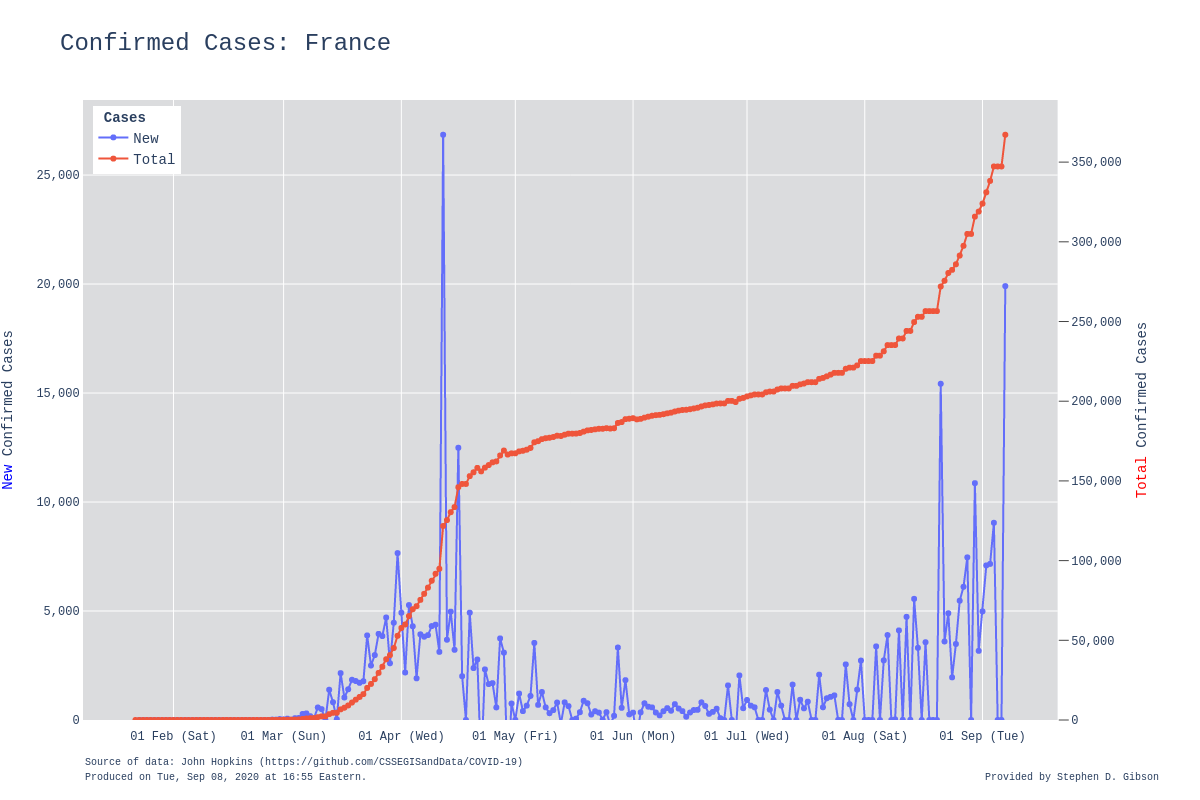 Confirmed Cases: France
Cases
New
Total
25,000
20,000
15,000
10,000
5,000
0
New Confirmed Cases
350,000
300,000
250,000
200,000
150,000
100,000
50,000
0
Total Confirmed Cases
01 Feb (Sat) 01 Mar (Sun) 01 Apr (Wed) 01 May (Fri) 01 Jun (Mon) 01 Jul (Wed) 01 Aug (Sat) 01 Sep (Tue)
Source of data: John Hopkins (https://github.com/CSSEGISandData/COVID-19)
Produced on Tue, Sep 08, 2020 at 16:55 Eastern.
Provided by Stephen D. Gibson